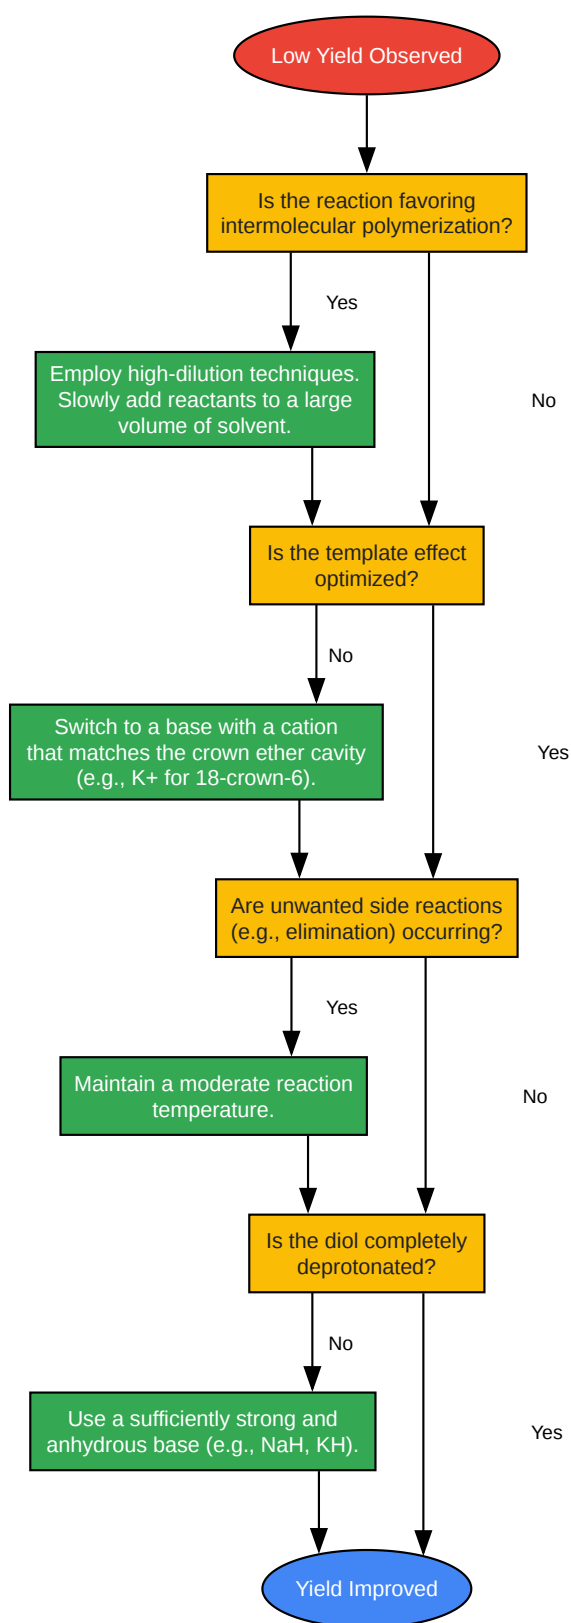 Low Yield Observed
Is the reaction favoring
intermolecular polymerization?
Yes
Employ high-dilution techniques.
Slowly add reactants to a large
volume of solvent.
No
Is the template effect
optimized?
No
Switch to a base with a cation
that matches the crown ether cavity
(e.g., K+ for 18-crown-6).
Yes
Are unwanted side reactions
(e.g., elimination) occurring?
Yes
Maintain a moderate reaction
temperature.
No
Is the diol completely
deprotonated?
No
Use a sufficiently strong and
anhydrous base (e.g., NaH, KH).
Yes
Yield Improved